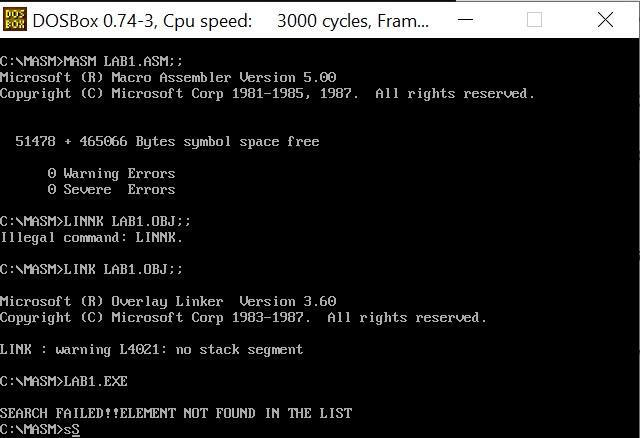 DOS BOX DOSBox 0.74-3, Cpu speed: 3000 cycles, Fram...
C:\MASM>MASM LAB1.ASM;;
Microsoft (R) Macro Assembler Version 5.00
Copyright (C) Microsoft Corp 1981-1985, 1987.  All rights reserved.
51478 + 465066 Bytes symbol space free
0 Warning Errors
0 Severe  Errors
C:\MASM>LINNK LAB1.OBJ;;
Illegal command: LINNK.
C:\MASM>LINK LAB1.OBJ;;
Microsoft (R) Overlay Linker  Version 3.60
Copyright (C) Microsoft Corp 1983-1987.  All rights reserved.
LINK : warning L4021: no stack segment
C:\MASM>LAB1.EXE
SEARCH FAILED!!ELEMENT NOT FOUND IN THE LIST
C:\MASM>sS